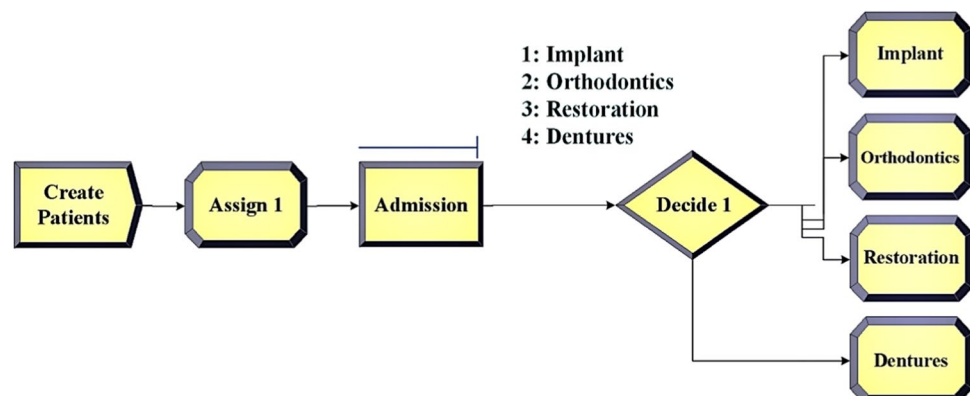 1: Implant
2: Orthodontics
3: Restoration
4: Dentures
Create
Patients
Assign 1
Admission
Decide 1
Implant
Orthodontics
Restoration
Dentures